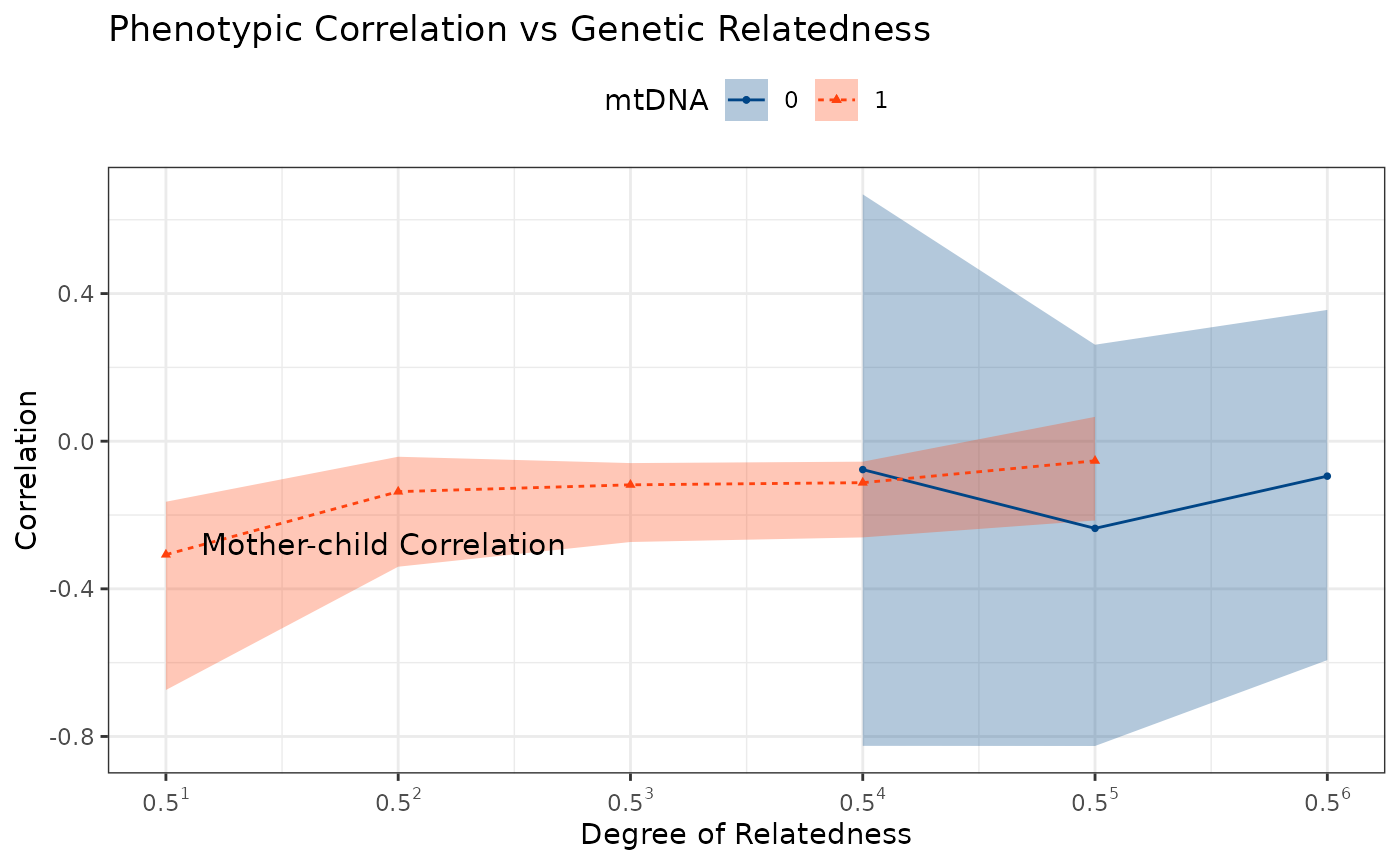 Phenotypic Correlation vs Genetic Relatedness
mtDNA 0 1
Correlation
0.4
0.0
-0.4
-0.8
Mother-child Correlation
0.5¹ 0.5² 0.5³ 0.5⁴ 0.5⁵ 0.5⁶
Degree of Relatedness